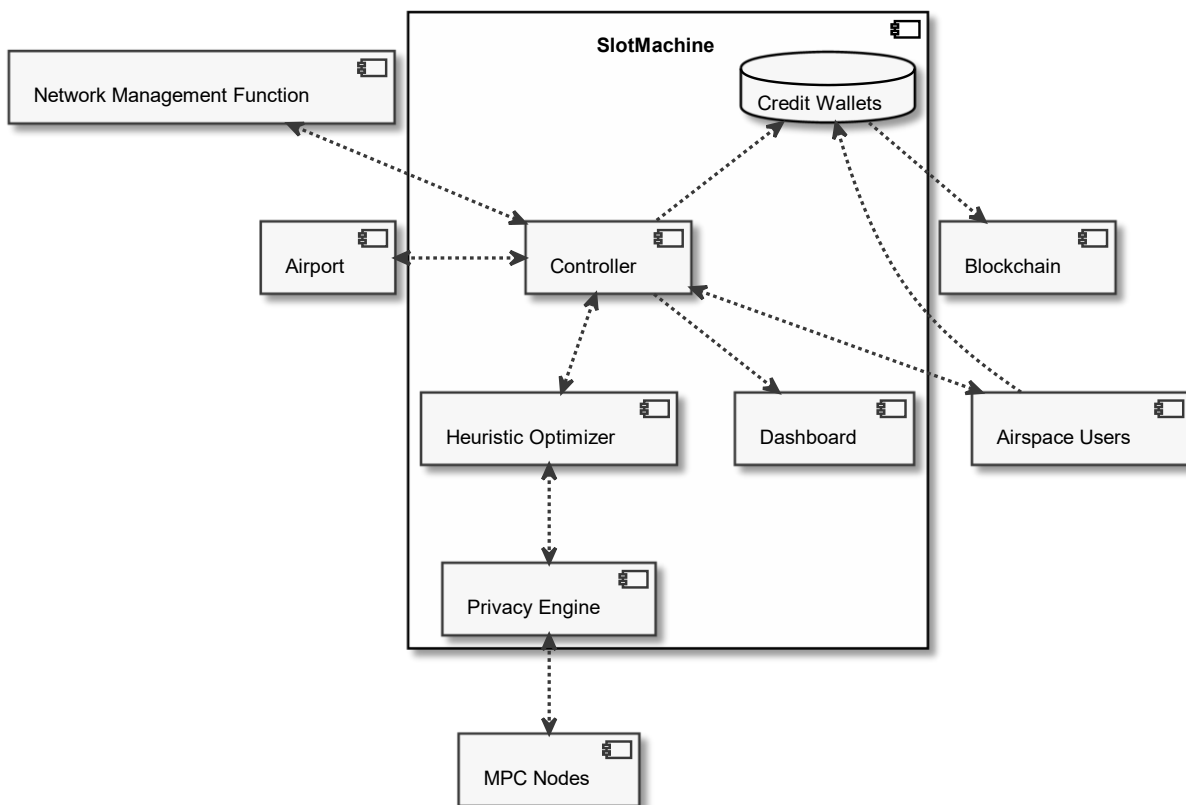 SlotMachine
Network Management Function
Credit Wallets
Airport
Controller
Blockchain
Heuristic Optimizer
Dashboard
Airspace Users
Privacy Engine
MPC Nodes